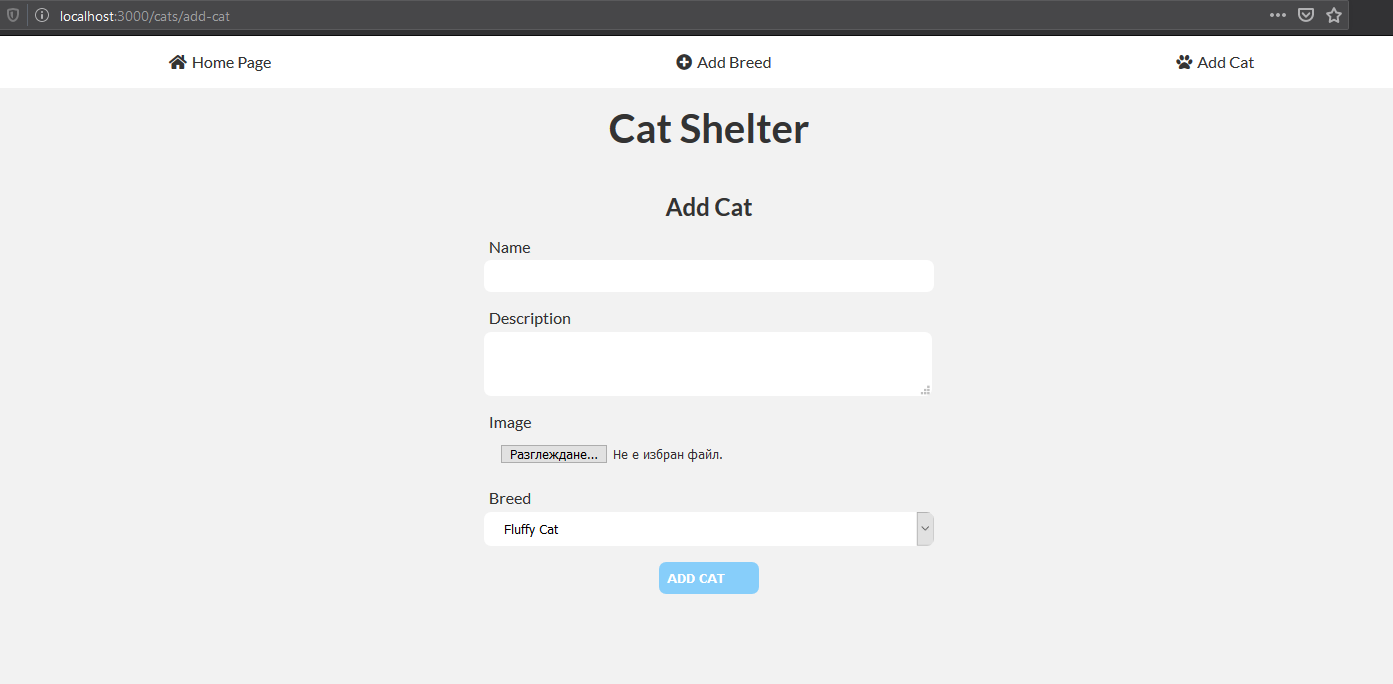 localhost:3000/cats/add-cat
Home Page Add Breed Add Cat
Cat Shelter
Add Cat
Name
Description
Image
Разглеждане... Не е избран файл.
Breed
Fluffy Cat
ADD CAT